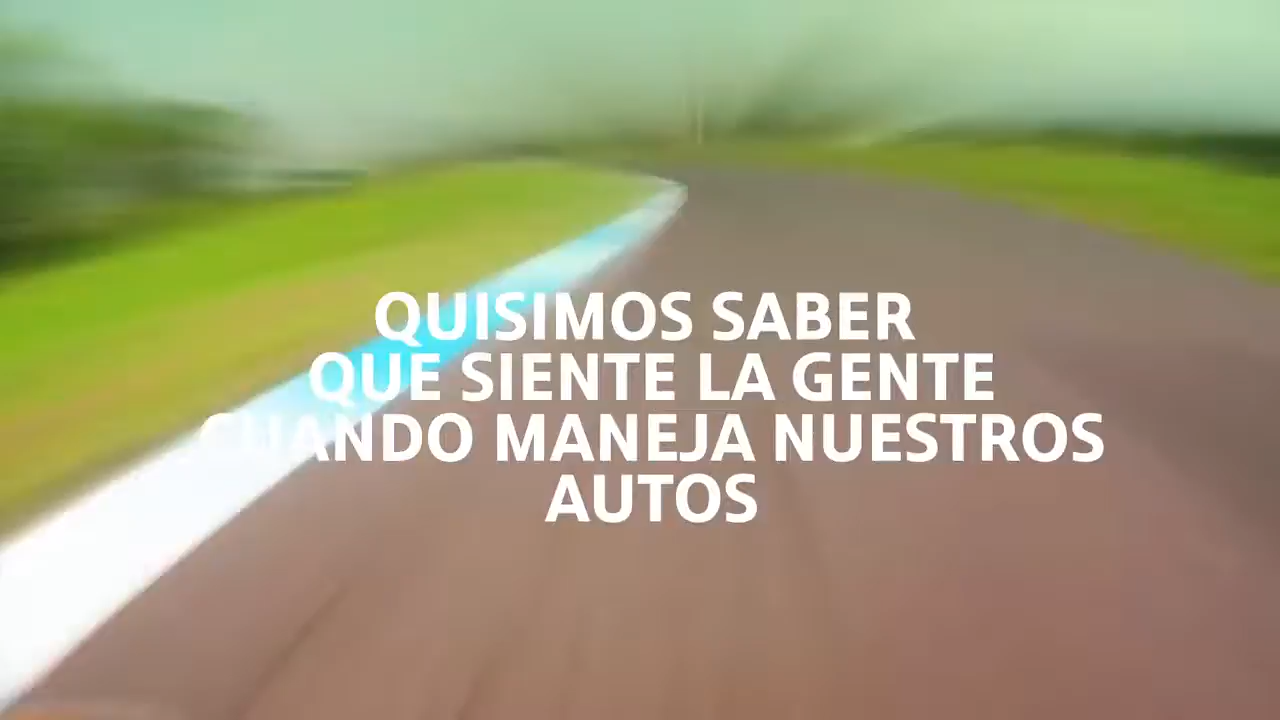 QUISIMOS SABER
QUE SIENTE LA GENTE
CUANDO MANEJA NUESTROS
AUTOS